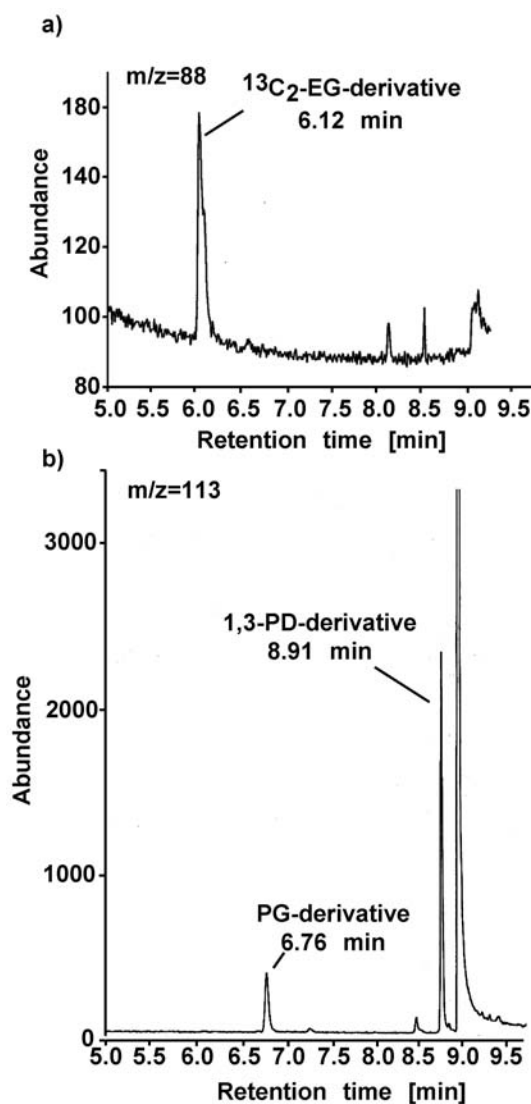 a)
m/z=88
¹³C₂-EG-derivative
6.12 min
180
160
140
120
100
80
Abundance
5.0 5.5 6.0 6.5 7.0 7.5 8.0 8.5 9.0 9.5
Retention time [min]
b)
m/z=113
3000
1,3-PD-derivative
8.91 min
2000
Abundance
1000
PG-derivative
6.76 min
0
5.0 5.5 6.0 6.5 7.0 7.5 8.0 8.5 9.0 9.5
Retention time [min]